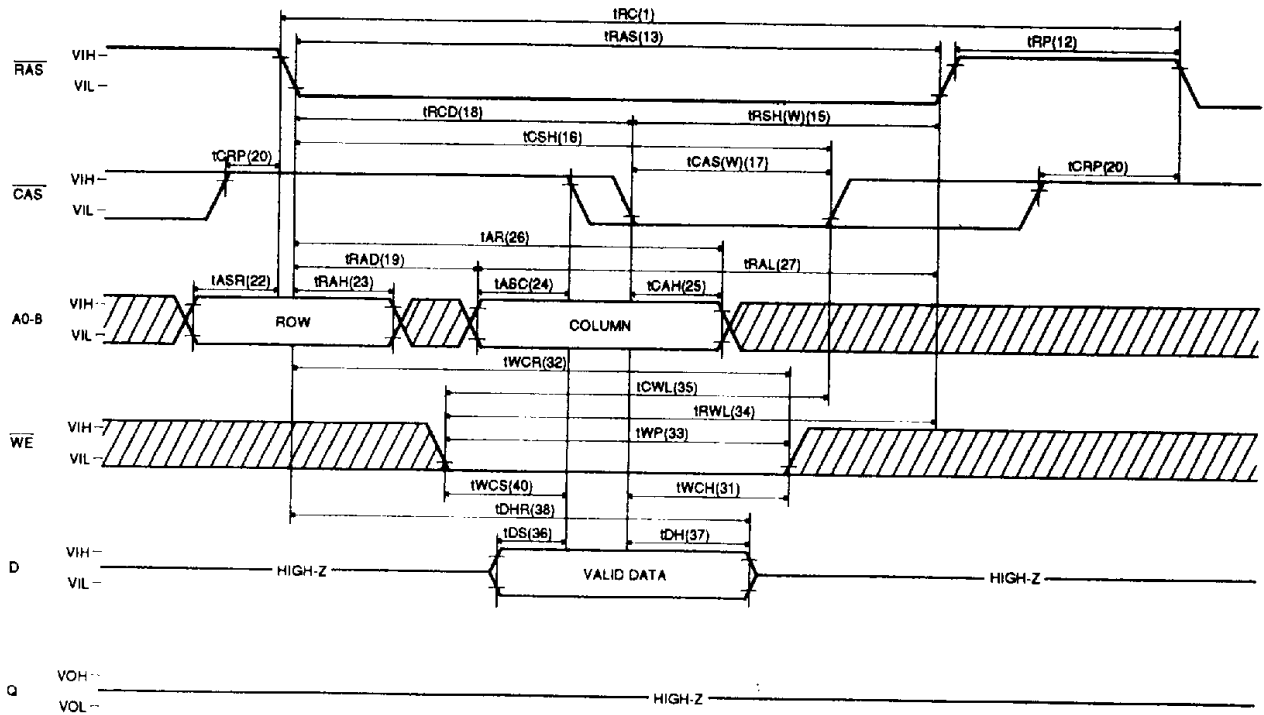 tRC(1)
tRAS(13)
tRP(12)
RAS
VIH
VIL
tRCD(18)
tRSH(W)(15)
tCSH(16)
tCRP(20)
tCAS(W)(17)
tCRP(20)
CAS
VIH
VIL
tAR(26)
tRAD(19)
tRAL(27)
tASR(22)
tRAH(23)
tASC(24)
tCAH(25)
A0-8
VIH
VIL
ROW
COLUMN
tWCR(32)
tCWL(35)
tRWL(34)
WE
VIH
VIL
tWP(33)
tWCS(40)
tWCH(31)
tDHR(38)
tDS(36)
tDH(37)
D
VIH
VIL
HIGH-Z
VALID DATA
HIGH-Z
Q
VOH
VOL
HIGH-Z